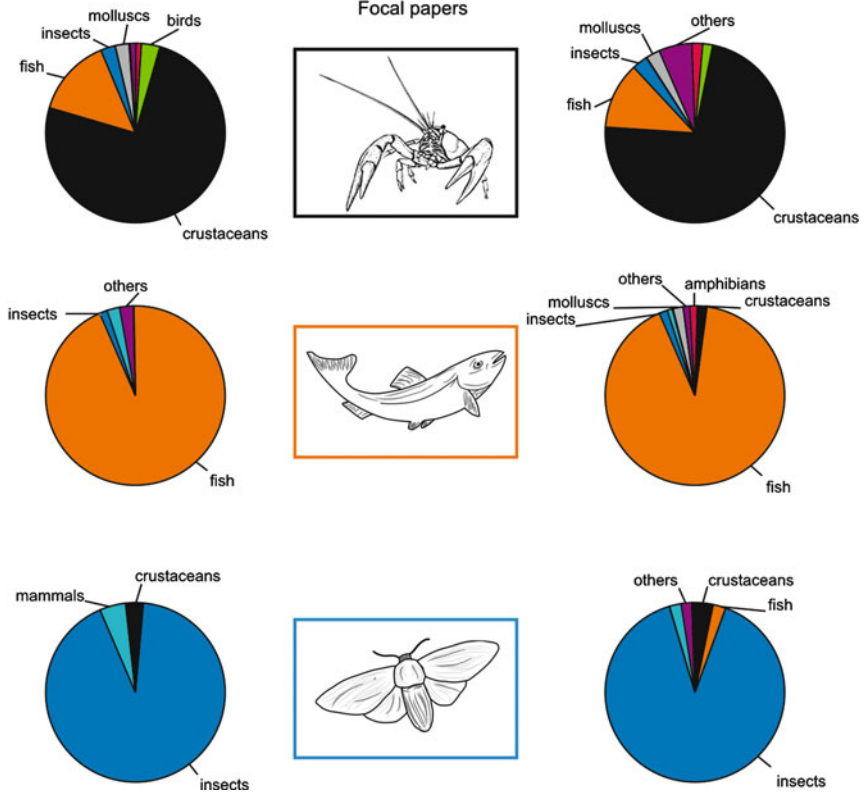 Focal papers
molluscs
birds
insects
fish
crustaceans
others
molluscs
insects
fish
crustaceans
others
insects
fish
others
amphibians
molluscs
crustaceans
insects
fish
crustaceans
mammals
insects
others
crustaceans
fish
insects